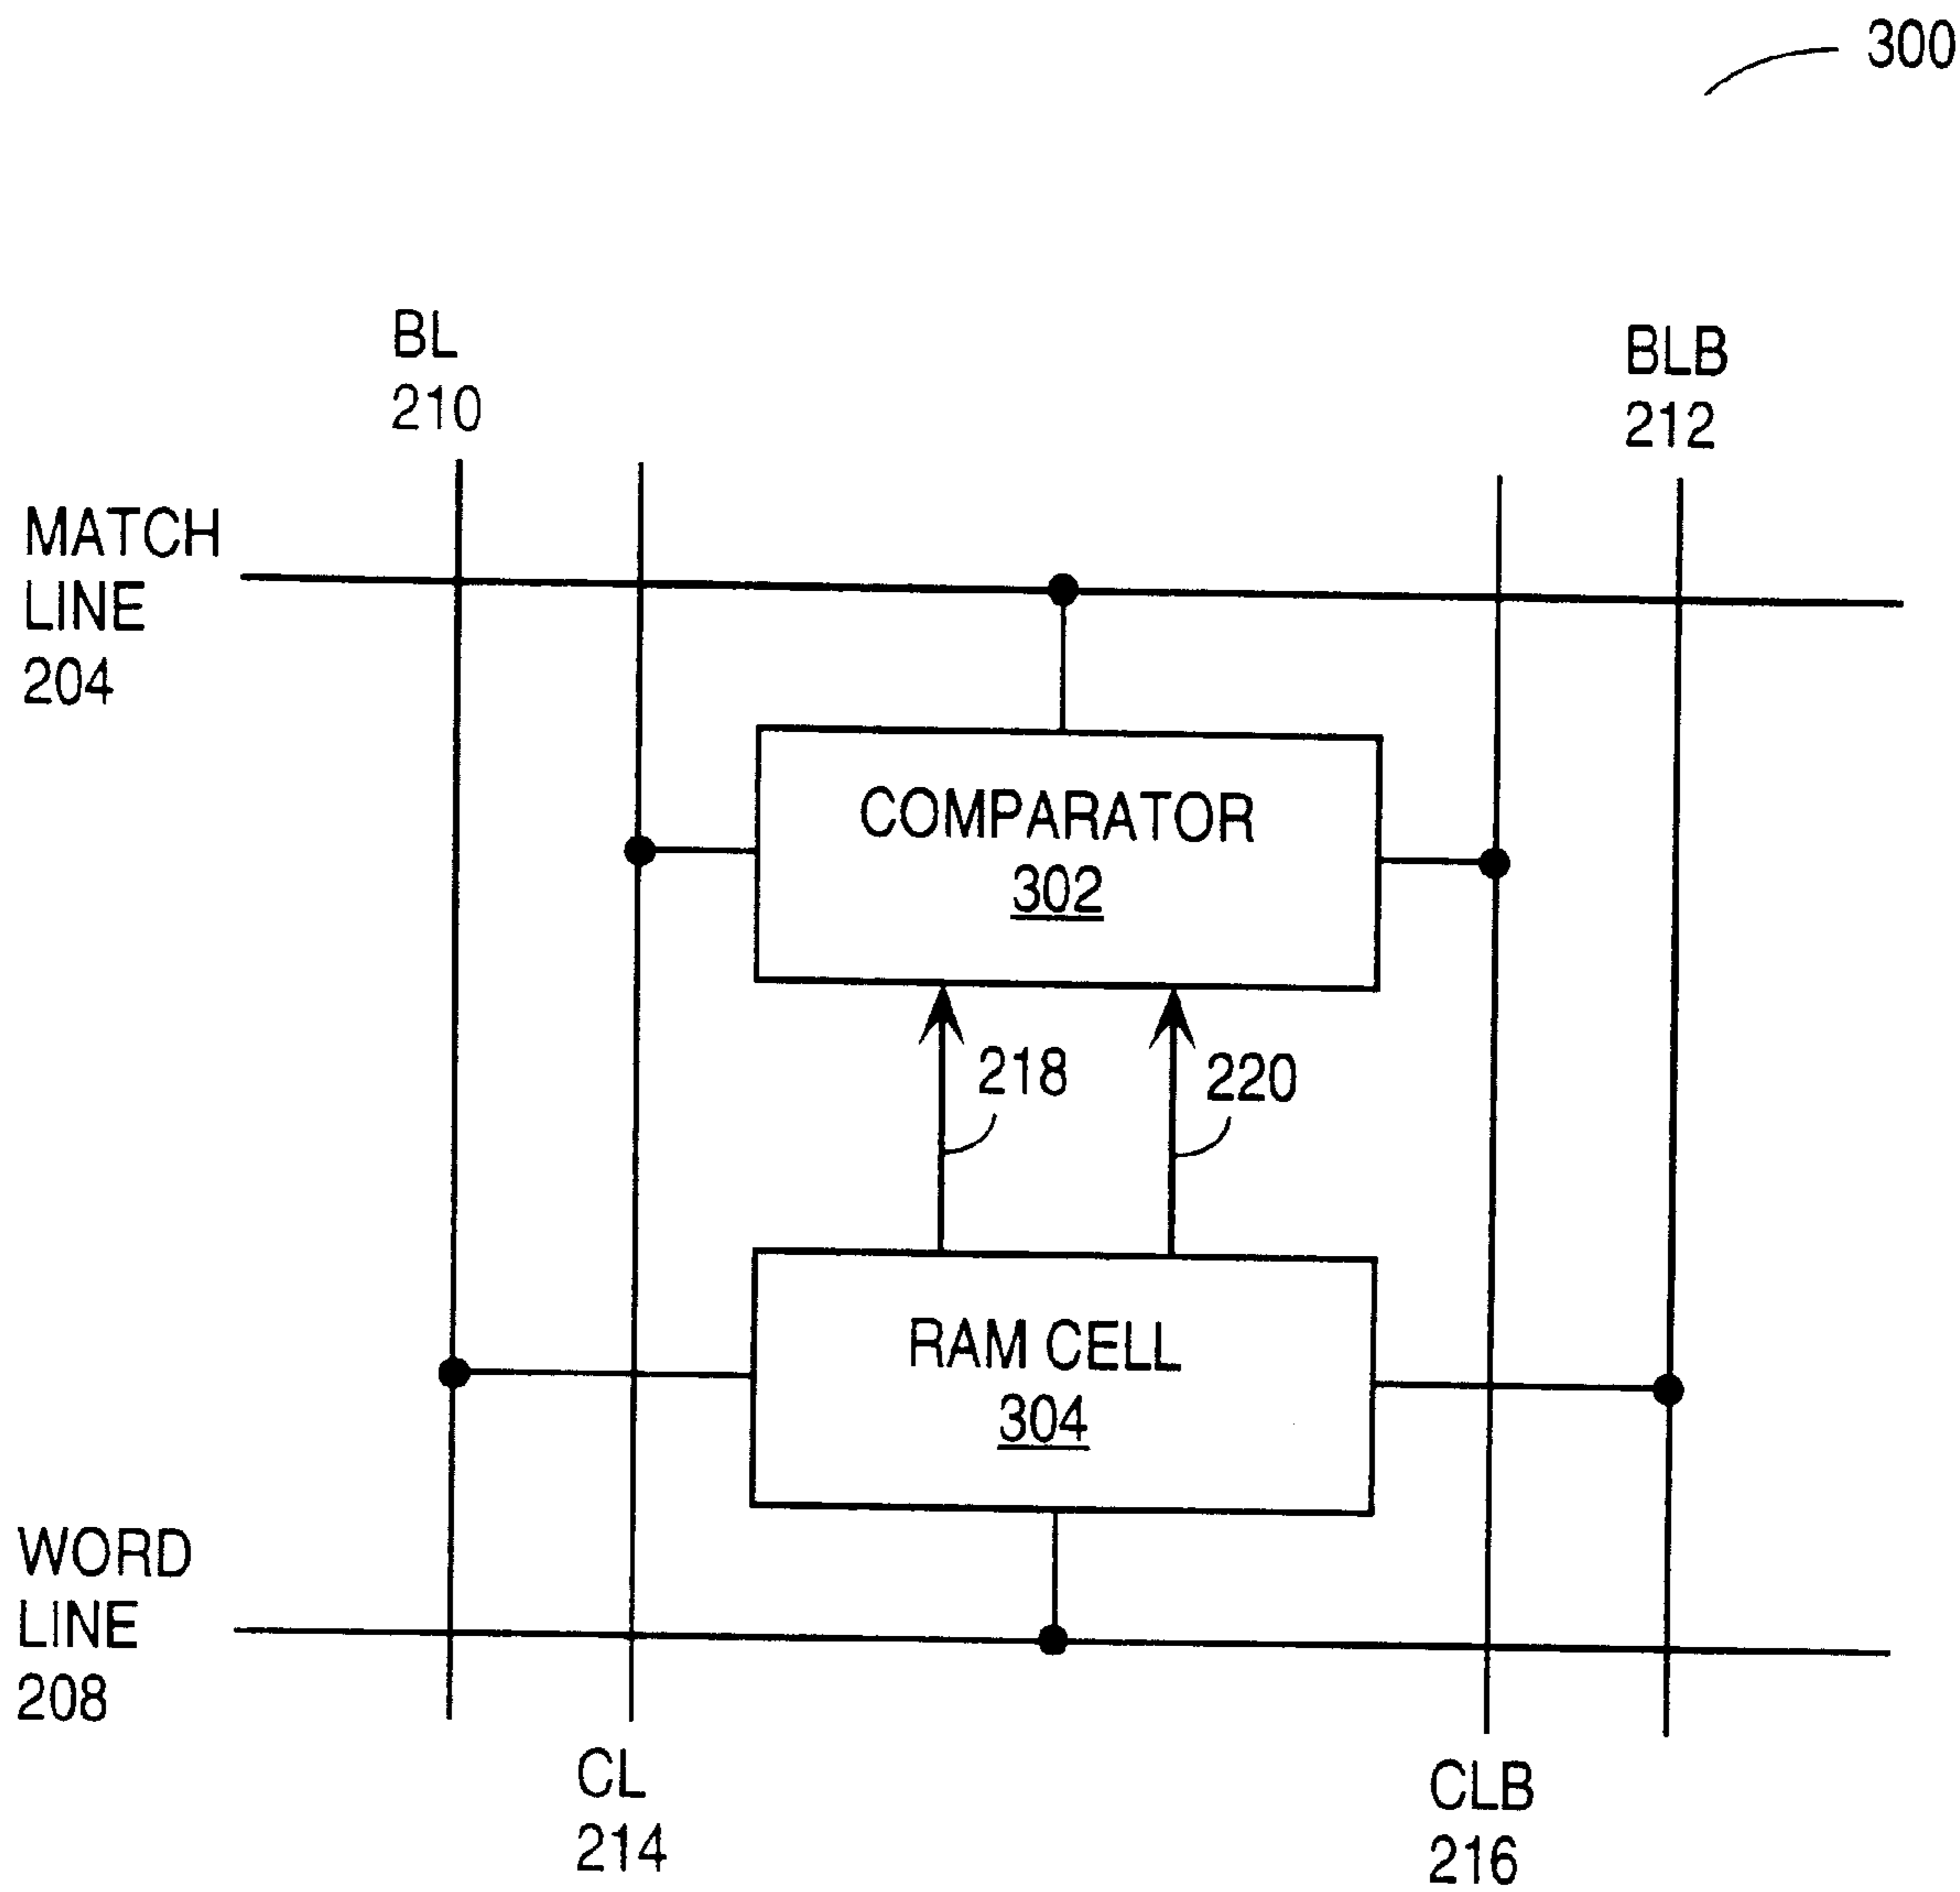 300
BL
210
BLB
212
MATCH
LINE
204
COMPARATOR
302
218
220
RAM CELL
304
WORD
LINE
208
CL
214
CLB
216